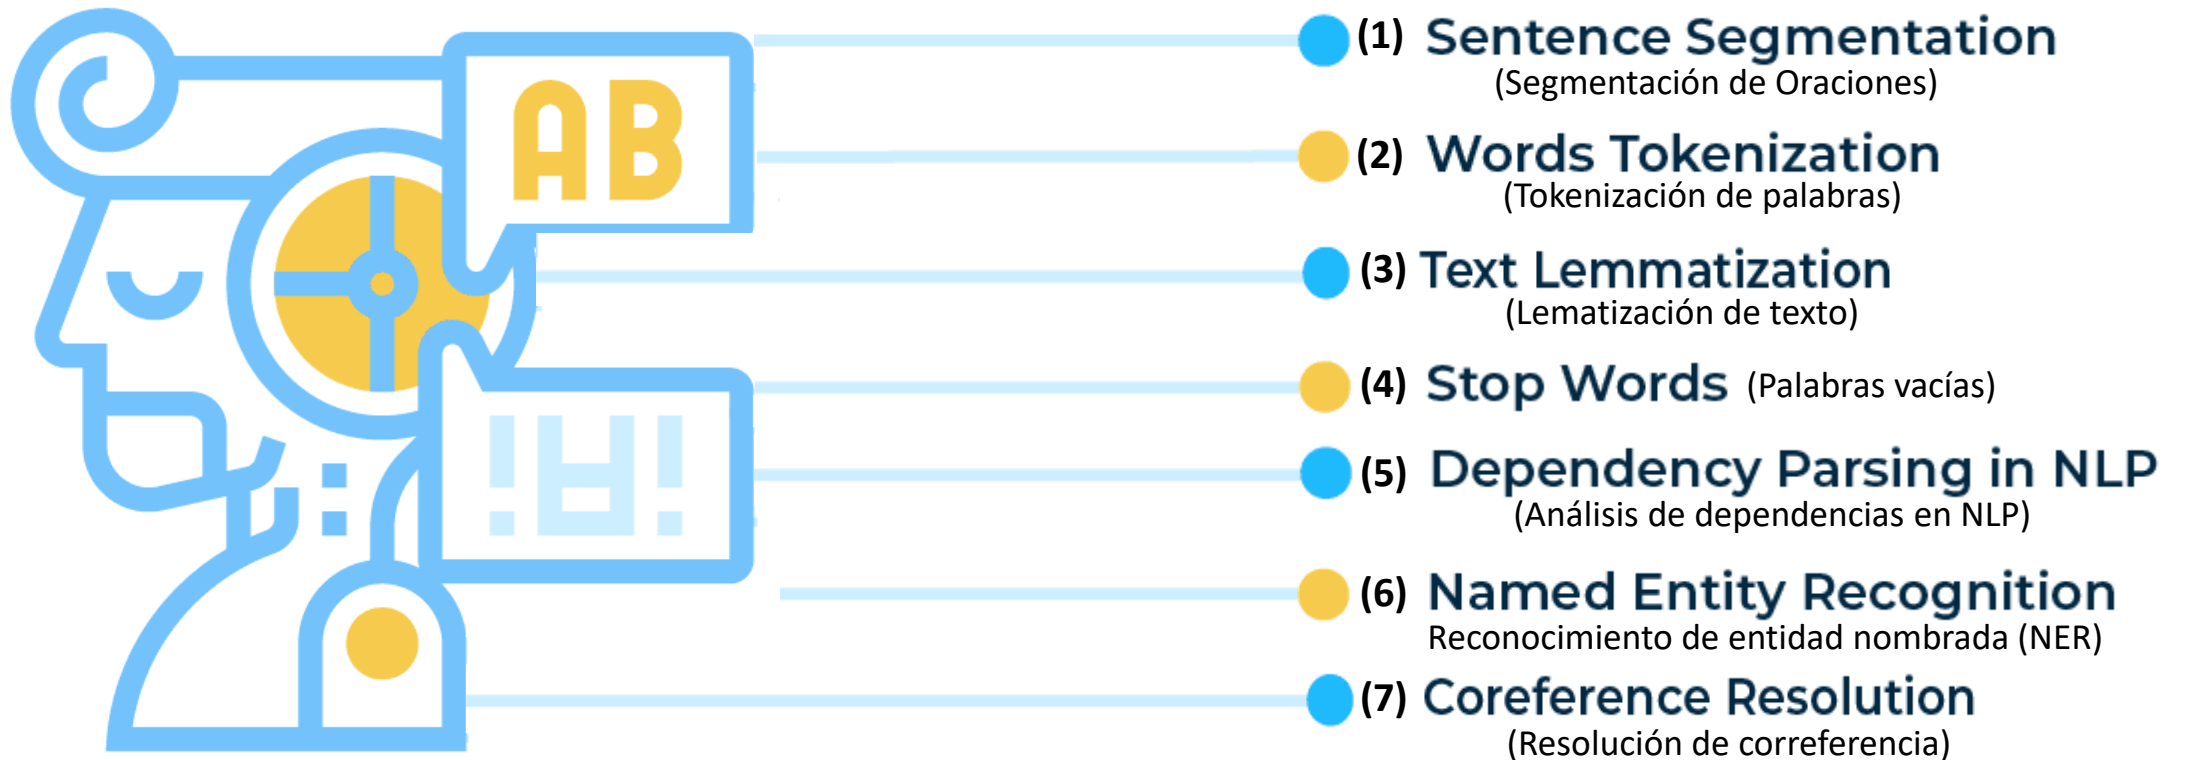 AB
(1) Sentence Segmentation
(Segmentación de Oraciones)
(2) Words Tokenization
(Tokenización de palabras)
(3) Text Lemmatization
(Lematización de texto)
(4) Stop Words (Palabras vacías)
(5) Dependency Parsing in NLP
(Análisis de dependencias en NLP)
(6) Named Entity Recognition
Reconocimiento de entidad nombrada (NER)
(7) Coreference Resolution
(Resolución de correferencia)